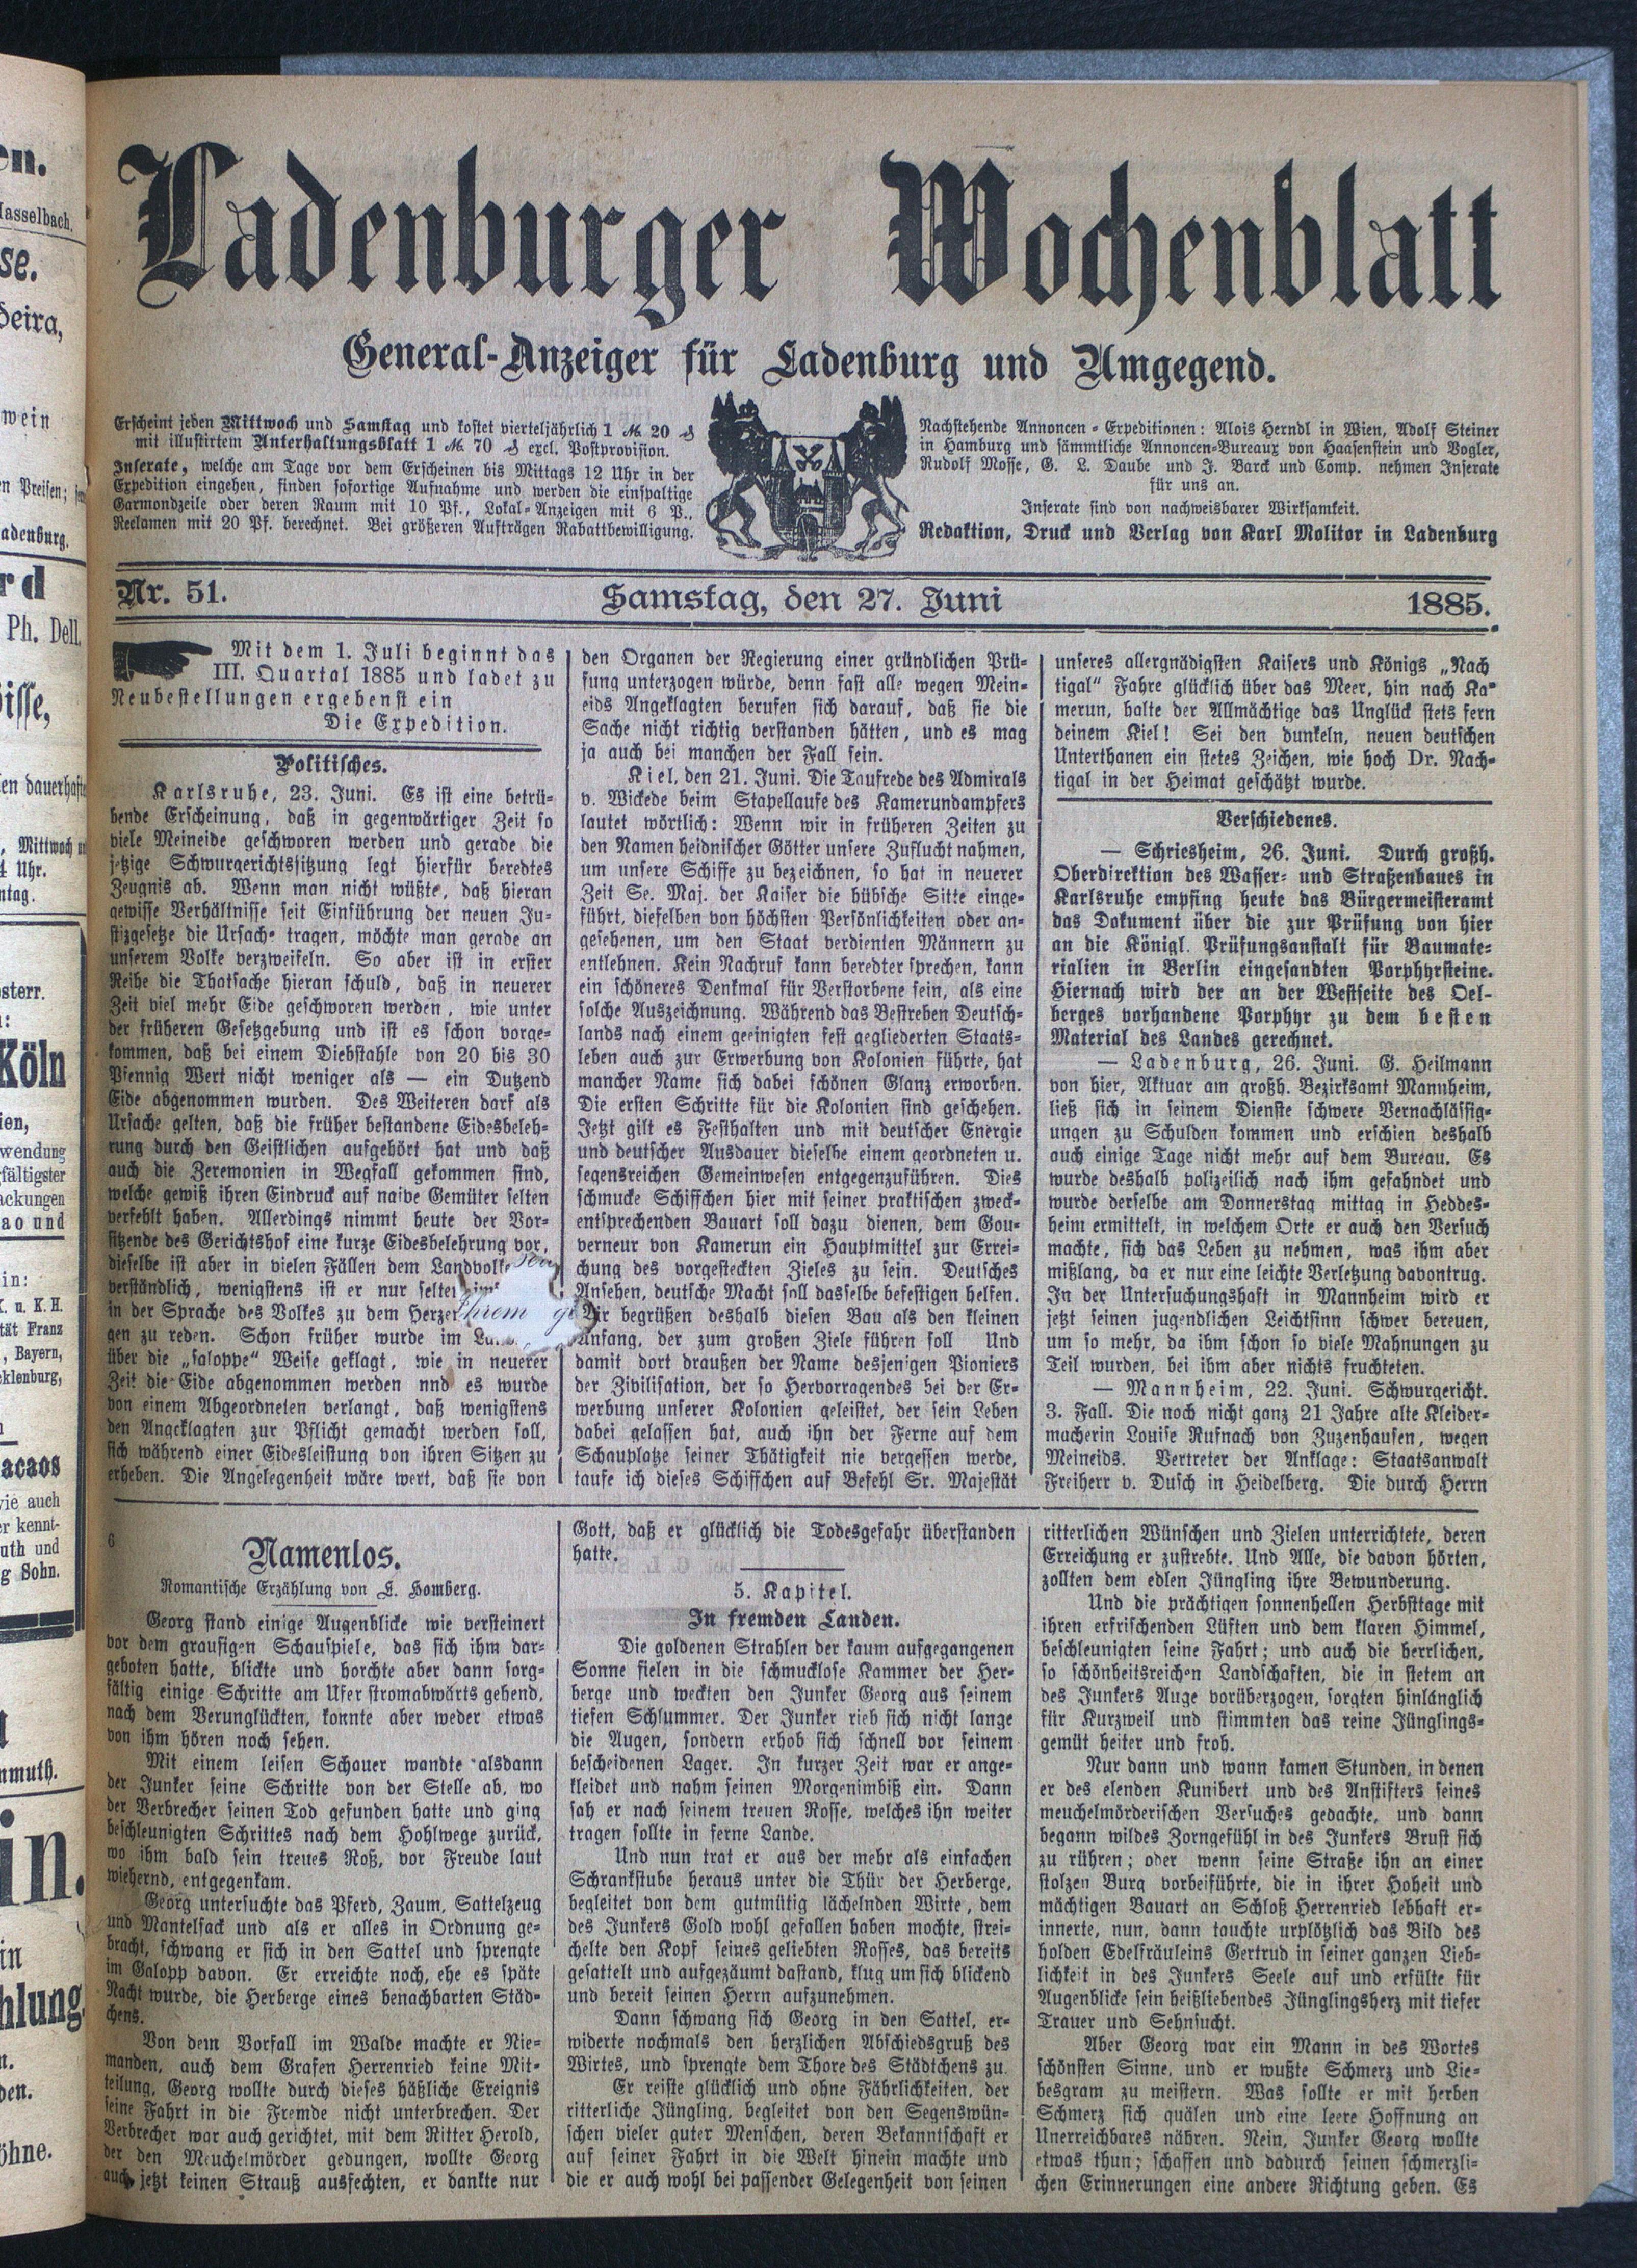 Ladenburger Wochenblatt
General-Anzeiger für Ladenburg und Umgegend.
Erscheint jeden Mittwoch und Samstag und kostet vierteljährlich 1 M. 20 ₰
mit illustirtem Unterhaltungsblatt 1 M. 70 ₰ excl. Postprovision.
Inserate, welche am Tage vor dem Erscheinen bis Mittags 12 Uhr in der
Expedition eingehen, finden sofortige Aufnahme und werden die einspaltige
Garmondzeile oder deren Raum mit 10 Pf., Lokal-Anzeigen mit 6 P..
Reclamen mit 20 Pf. berechnet. Bei größeren Aufträgen Rabattbewilligung.
Nachstehende Annoncen-Expeditionen: Alois Herndl in Wien, Adolf Steiner
in Hamburg und sämmtliche Annoncen-Bureaux von Haasenstein und Vogler,
Rudolf Mosse, G. L. Daube und J. Barck und Comp. nehmen Inserate
für uns an.
Inserate sind von nachweisbarer Wirksamkeit.
Redaktion, Druck und Verlag von Karl Molitor in Ladenburg
Nr. 51.
Samstag, den 27. Juni
1885.
Mit dem 1. Juli beginnt das
III. Quartal 1885 und ladet zu
Neubestellungen ergebenst ein
Die Expedition.
Politisches.
Karlsruhe, 23. Juni. Es ist eine betrü-
bende Erscheinung, daß in gegenwärtiger Zeit so
viele Meineide geschworen werden und gerade die
jetzige Schwurgerichtssitzung legt hierfür beredtes
Zeugnis ab. Wenn man nicht wüßte, daß hieran
gewisse Verhältnisse seit Einführung der neuen Ju-
stizgesetze die Ursache tragen, möchte man gerade an
unserem Volke verzweifeln. So aber ist in erster
Reihe die Thatsache hieran schuld, daß in neuerer
Zeit viel mehr Eide geschworen werden, wie unter
der früheren Gesetzgebung und ist es schon vorge-
kommen, daß bei einem Diebstahle von 20 bis 30
Pfennig Wert nicht weniger als — ein Dutzend
Eide abgenommen wurden. Des Weiteren darf als
Ursache gelten, daß die früher bestandene Eidesbeleh-
rung durch den Geistlichen aufgehört hat und daß
auch die Zeremonien in Wegfall gekommen sind,
welche gewiß ihren Eindruck auf naive Gemüter selten
verfehlt haben. Allerdings nimmt heute der Vor-
sitzende des Gerichtshof eine kurze Eidesbelehrung vor,
dieselbe ist aber in vielen Fällen dem Landvolke
verständlich, wenigstens ist er nur selten
in der Sprache des Volkes zu dem Herzen
gen zu reden. Schon früher wurde im
über die „saloppe“ Weise geklagt, wie in neuerer
Zeit die Eide abgenommen werden nnd es wurde
von einem Abgeordneten verlangt, daß wenigstens
den Angeklagten zur Pflicht gemacht werden soll,
sich während einer Eidesleistung von ihren Sitzen zu
erheben. Die Angelegenheit wäre wert, daß sie von
den Organen der Regierung einer gründlichen Prü-
fung unterzogen würde, denn fast alle wegen Mein-
eids Angeklagten berufen sich darauf, daß sie die
Sache nicht richtig verstanden hätten, und es mag
ja auch bei manchen der Fall sein.
Kiel, den 21. Juni. Die Taufrede des Admirals
v. Wickede beim Stapellaufe des Kamerundampfers
lautet wörtlich: Wenn wir in früheren Zeiten zu
den Namen heidnischer Götter unsere Zuflucht nahmen,
um unsere Schiffe zu bezeichnen, so hat in neuerer
Zeit Se. Maj. der Kaiser die hübsche Sitte einge-
führt, dieselben von höchsten Persönlichkeiten oder an-
gesehenen, um den Staat verdienten Männern zu
entlehnen. Kein Nachruf kann beredter sprechen, kann
ein schöneres Denkmal für Verstorbene sein, als eine
solche Auszeichnung. Während das Bestreben Deutsch-
lands nach einem geeinigten fest gegliederten Staats-
leben auch zur Erwerbung von Kolonien führte, hat
mancher Name sich dabei schönen Glanz erworben.
Die ersten Schritte für die Kolonien sind geschehen.
Jetzt gilt es Festhalten und mit deutscher Energie
und deutscher Ausdauer dieselbe einem geordneten u.
segensreichen Gemeinwesen entgegenzuführen. Dies
schmucke Schiffchen hier mit seiner praktischen zweck-
entsprechenden Bauart soll dazu dienen, dem Gou-
verneur von Kamerun ein Hauptmittel zur Errei-
chung des vorgesteckten Zieles zu sein. Deutsches
Ansehen, deutsche Macht soll dasselbe befestigen helfen.
Wir begrüßen deshalb diesen Bau als den kleinen
Anfang, der zum großen Ziele führen soll Und
damit dort draußen der Name desjenigen Pioniers
der Zivilisation, der so Hervorragendes bei der Er-
werbung unserer Kolonien geleistet, der sein Leben
dabei gelassen hat, auch ihn der Ferne auf dem
Schauplatze seiner Thätigkeit nie vergessen werde,
taufe ich dieses Schiffchen auf Befehl Sr. Majestät
unseres allergnädigsten Kaisers und Königs „Nach
tigal“ Fahre glücklich über das Meer, hin nach Ka-
merun, halte der Allmächtige das Unglück stets fern
deinem Kiel! Sei den dunkeln, neuen deutschen
Unterthanen ein stetes Zeichen, wie hoch Dr. Nach-
tigal in der Heimat geschätzt wurde.
Verschiedenes.
— Schriesheim, 26. Juni. Durch großh.
Oberdirektion des Wasser- und Straßenbaues in
Karlsruhe empfing heute das Bürgermeisteramt
das Dokument über die zur Prüfung von hier
an die Königl. Prüfungsanstalt für Baumate-
rialien in Berlin eingesandten Porphyrsteine.
Hiernach wird der an der Westseite des Oel-
berges vorhandene Porphyr zu dem besten
Material des Landes gerechnet.
— Ladenburg, 26. Juni. G. Heilmann
von hier, Aktuar am großh. Bezirksamt Mannheim,
ließ sich in seinem Dienste schwere Vernachlässig-
ungen zu Schulden kommen und erschien deshalb
auch einige Tage nicht mehr auf dem Bureau. Es
wurde deshalb polizeilich nach ihm gefahndet und
wurde derselbe am Donnerstag mittag in Heddes-
heim ermittelt, in welchem Orte er auch den Versuch
machte, sich das Leben zu nehmen, was ihm aber
mißlang, da er nur eine leichte Verletzung davontrug.
In der Untersuchungshaft in Mannheim wird er
jetzt seinen jugendlichen Leichtsinn schwer bereuen,
um so mehr, da ihm schon so viele Mahnungen zu
Teil wurden, bei ihm aber nichts fruchteten.
— Mannheim, 22. Juni. Schwurgericht.
3. Fall. Die noch nicht ganz 21 Jahre alte Kleider-
macherin Louise Rufnach von Zuzenhausen, wegen
Meineids. Vertreter der Anklage: Staatsanwalt
Freiherr v. Dusch in Heidelberg. Die durch Herrn
6
Namenlos.
Romantische Erzählung von L. Homberg.
Georg stand einige Augenblicke wie versteinert
vor dem grausigen Schauspiele, das sich ihm dar-
geboten hatte, blickte und horchte aber dann sorg-
fältig einige Schritte am Ufer stromabwärts gehend,
nach dem Verunglückten, konnte aber weder etwas
von ihm hören noch sehen.
Mit einem leisen Schauer wandte alsdann
der Junker seine Schritte von der Stelle ab, wo
der Verbrecher seinen Tod gefunden hatte und ging
beschleunigten Schrittes nach dem Hohlwege zurück,
wo ihm bald sein treues Roß, vor Freude laut
wiehernd, entgegenkam.
Georg untersuchte das Pferd, Zaum, Sattelzeug
und Mantelsack und als er alles in Ordnung ge-
bracht, schwang er sich in den Sattel und sprengte
im Galopp davon. Er erreichte noch, ehe es späte
Nacht wurde, die Herberge eines benachbarten Städ-
chens.
Von dem Vorfall im Walde machte er Nie-
manden, auch dem Grafen Herrenried keine Mit-
teilung, Georg wollte durch dieses häßliche Ereignis
seine Fahrt in die Fremde nicht unterbrechen. Der
Verbrecher war auch gerichtet, mit dem Ritter Herold,
der den Meuchelmörder gedungen, wollte Georg
auch jetzt keinen Strauß ausfechten, er dankte nur
Gott, daß er glücklich die Todesgefahr überstanden
hatte.
5. Kapitel.
In fremden Landen.
Die goldenen Strahlen der kaum aufgegangenen
Sonne fielen in die schmucklose Kammer der Her-
berge und weckten den Junker Georg aus seinem
tiefen Schlummer. Der Junker rieb sich nicht lange
die Augen, sondern erhob sich schnell vor seinem
bescheidenen Lager. In kurzer Zeit war er ange-
kleidet und nahm seinen Morgenimbiß ein. Dann
sah er nach seinem treuen Rosse, welches ihn weiter
tragen sollte in ferne Lande.
Und nun trat er aus der mehr als einfachen
Schrankstube heraus unter die Thür der Herberge,
begleitet von dem gutmütig lächelnden Wirte, dem
des Junkers Gold wohl gefallen haben mochte, strei-
chelte den Kopf seines geliebten Rosses, das bereits
gesattelt und aufgezäumt dastand, klug um sich blickend
und bereit seinen Herrn aufzunehmen.
Dann schwang sich Georg in den Sattel, er-
widerte nochmals den herzlichen Abschiedsgruß des
Wirtes, und sprengte dem Thore des Städtchens zu.
Er reiste glücklich und ohne Fährlichkeiten, der
ritterliche Jüngling, begleitet von den Segenswün-
schen vieler guter Menschen, deren Bekanntschaft er
auf seiner Fahrt in die Welt hinein machte und
die er auch wohl bei passender Gelegenheit von seinen
ritterlichen Wünschen und Zielen unterrichtete, deren
Erreichung er zustrebte. Und Alle, die davon hörten,
zollten dem edlen Jüngling ihre Bewunderung.
Und die prächtigen sonnenhellen Herbsttage mit
ihren erfrischenden Lüften und dem klaren Himmel,
beschleunigten seine Fahrt; und auch die herrlichen,
so schönheitsreichen Landschaften, die in stetem an
des Junkers Auge vorüberzogen, sorgten hinlänglich
für Kurzweil und stimmten das reine Jünglings-
gemüt heiter und froh.
Nur dann und wann kamen Stunden, in denen
er des elenden Kunibert und des Anstifters seines
meuchelmörderischen Versuches gedachte, und dann
begann wildes Zorngefühl in des Junkers Brust sich
zu rühren; oder wenn seine Straße ihn an einer
stolzen Burg vorbeiführte, die in ihrer Hoheit und
mächtigen Bauart an Schloß Herrenried lebhaft er-
innerte, nun, dann tauchte urplötzlich das Bild des
holden Edelfräuleins Gertrud in seiner ganzen Lieb-
lichkeit in des Junkers Seele auf und erfülte für
Augenblicke sein heißliebendes Jünglingsherz mit tiefer
Trauer und Sehnsucht.
Aber Georg war ein Mann in des Wortes
schönsten Sinne, und er wußte Schmerz und Lie-
besgram zu meistern. Was sollte er mit herben
Schmerz sich quälen und eine leere Hoffnung an
Unerreichbares nähren. Nein, Junker Georg wollte
etwas thun; schaffen und dadurch seinen schmerzli-
chen Erinnerungen eine andere Richtung geben. Es